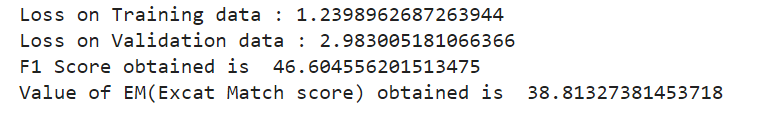 Loss on Training data : 1.2398962687263944
Loss on Validation data : 2.983005181066366
F1 Score obtained is  46.604556201513475
Value of EM(Excat Match score) obtained is  38.81327381453718